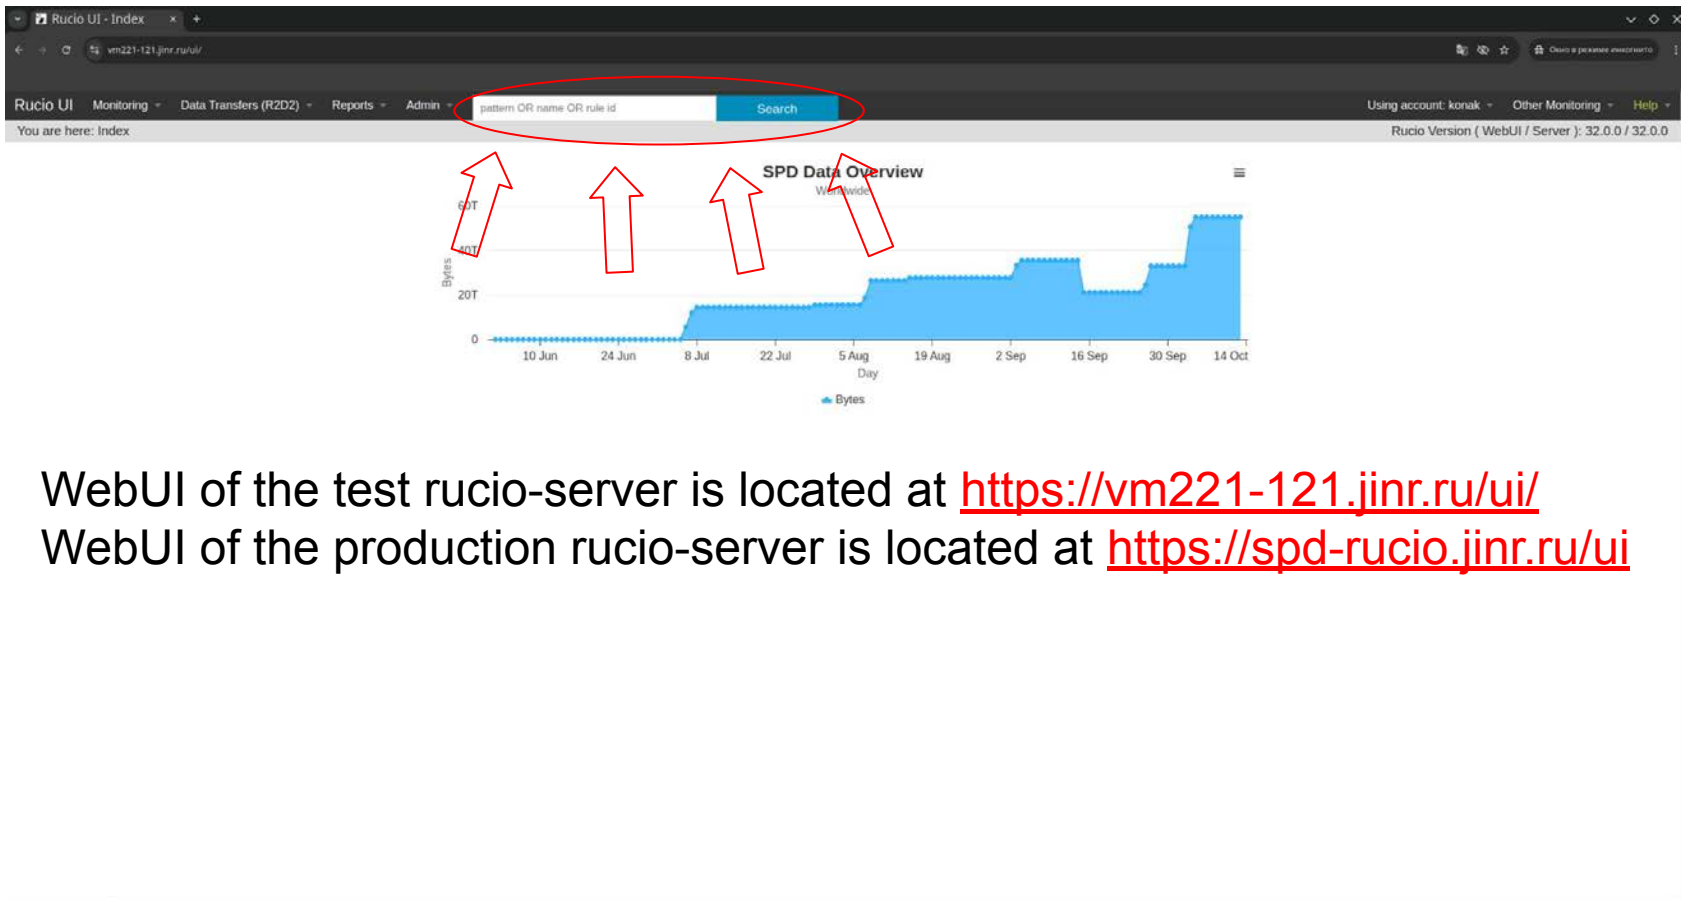 Rucio UI - Index
vm221-121.jinr.ru/ui/
Окно в режиме инкогнито
Rucio UI Monitoring Data Transfers (R2D2) Reports Admin pattern OR name OR rule id Search Using account: konak Other Monitoring Help
You are here: Index Rucio Version ( WebUI / Server ): 32.0.0 / 32.0.0
SPD Data Overview
Worldwide
60T
40T
20T
0
Bytes
10 Jun 24 Jun 8 Jul 22 Jul 5 Aug 19 Aug 2 Sep 16 Sep 30 Sep 14 Oct
Day
Bytes
WebUI of the test rucio-server is located at https://vm221-121.jinr.ru/ui/
WebUI of the production rucio-server is located at https://spd-rucio.jinr.ru/ui